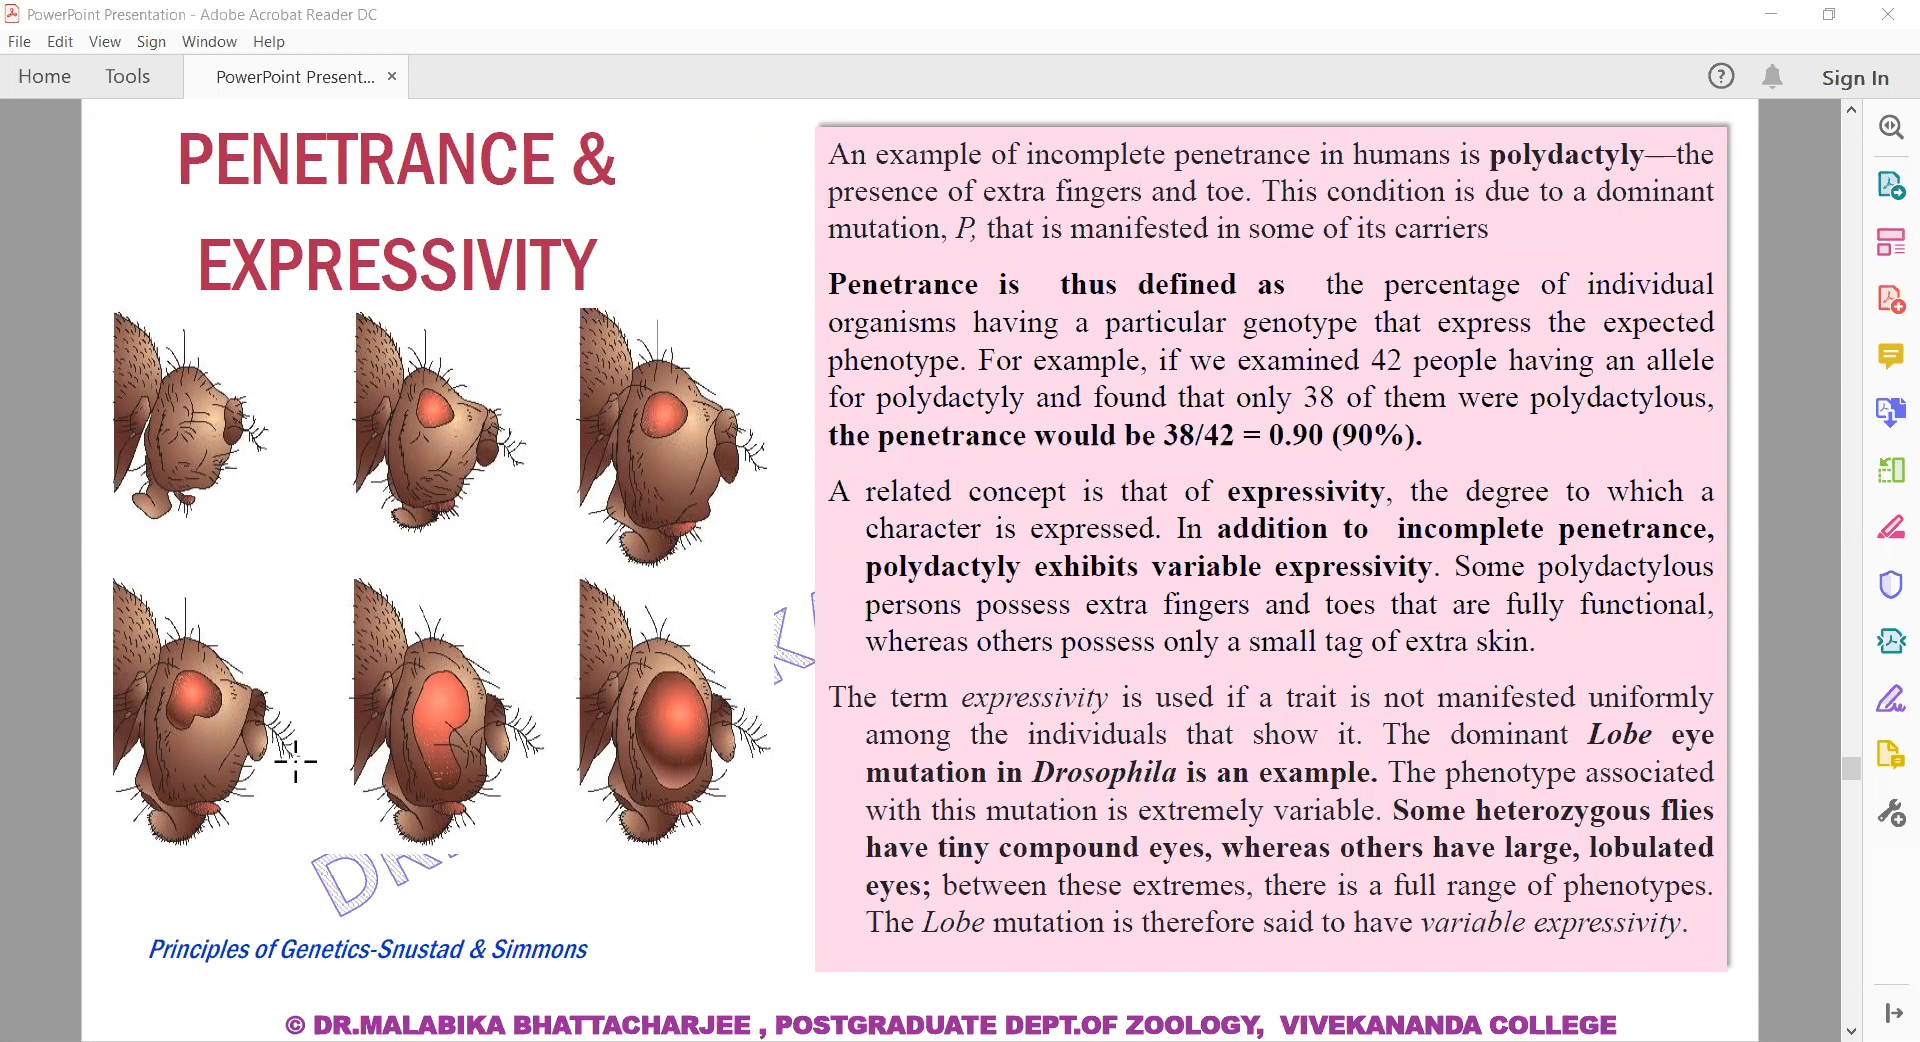 PowerPoint Presentation - Adobe Acrobat Reader DC
File Edit View Sign Window Help
Home Tools PowerPoint Present... × Sign In
PENETRANCE &
EXPRESSIVITY
An example of incomplete penetrance in humans is polydactyly—the
presence of extra fingers and toe. This condition is due to a dominant
mutation, P, that is manifested in some of its carriers
Penetrance is thus defined as the percentage of individual
organisms having a particular genotype that express the expected
phenotype. For example, if we examined 42 people having an allele
for polydactyly and found that only 38 of them were polydactylous,
the penetrance would be 38/42 = 0.90 (90%).
A related concept is that of expressivity, the degree to which a
character is expressed. In addition to incomplete penetrance,
polydactyly exhibits variable expressivity. Some polydactylous
persons possess extra fingers and toes that are fully functional,
whereas others possess only a small tag of extra skin.
The term expressivity is used if a trait is not manifested uniformly
among the individuals that show it. The dominant Lobe eye
mutation in Drosophila is an example. The phenotype associated
with this mutation is extremely variable. Some heterozygous flies
have tiny compound eyes, whereas others have large, lobulated
eyes; between these extremes, there is a full range of phenotypes.
The Lobe mutation is therefore said to have variable expressivity.
Principles of Genetics-Snustad & Simmons
© DR.MALABIKA BHATTACHARJEE , POSTGRADUATE DEPT.OF ZOOLOGY, VIVEKANANDA COLLEGE